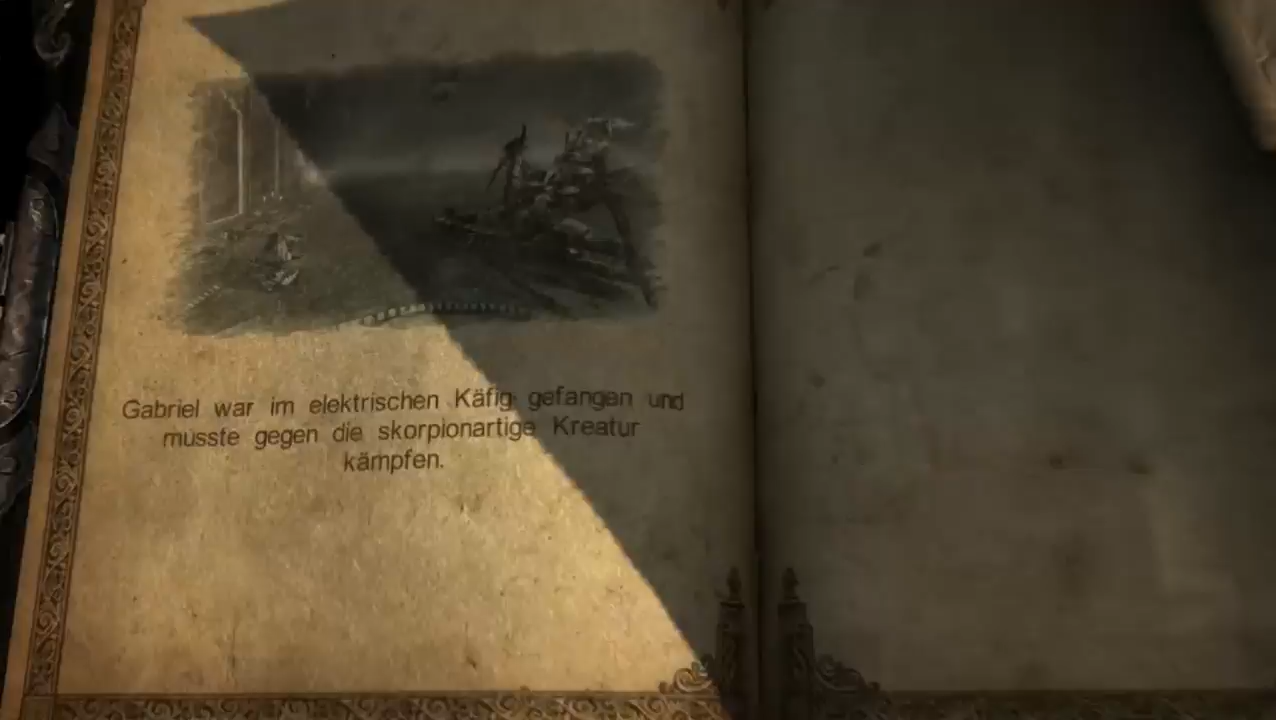 Gabriel war im elektrischen Käfig gefangen und
musste gegen die skorpionartige Kreatur
kämpfen.